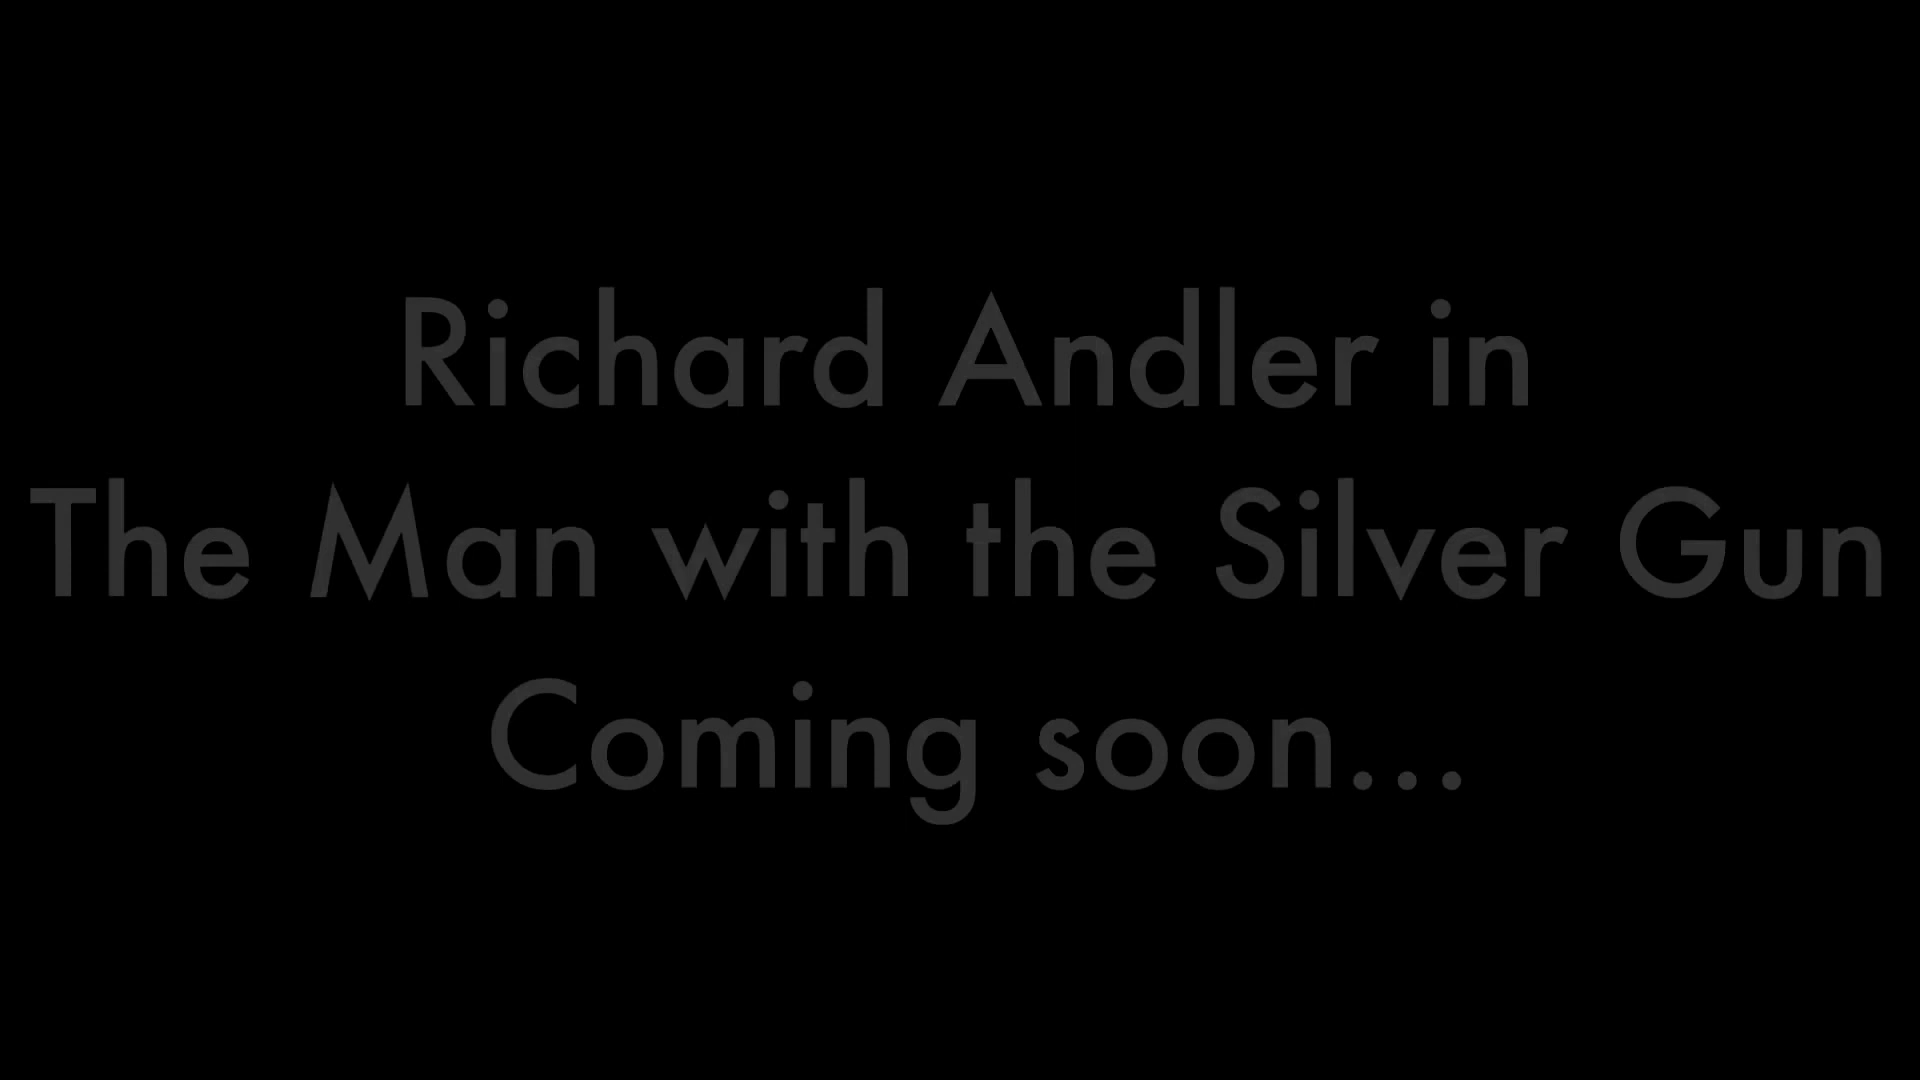 Richard Andler in
The Man with the Silver Gun
Coming soon...